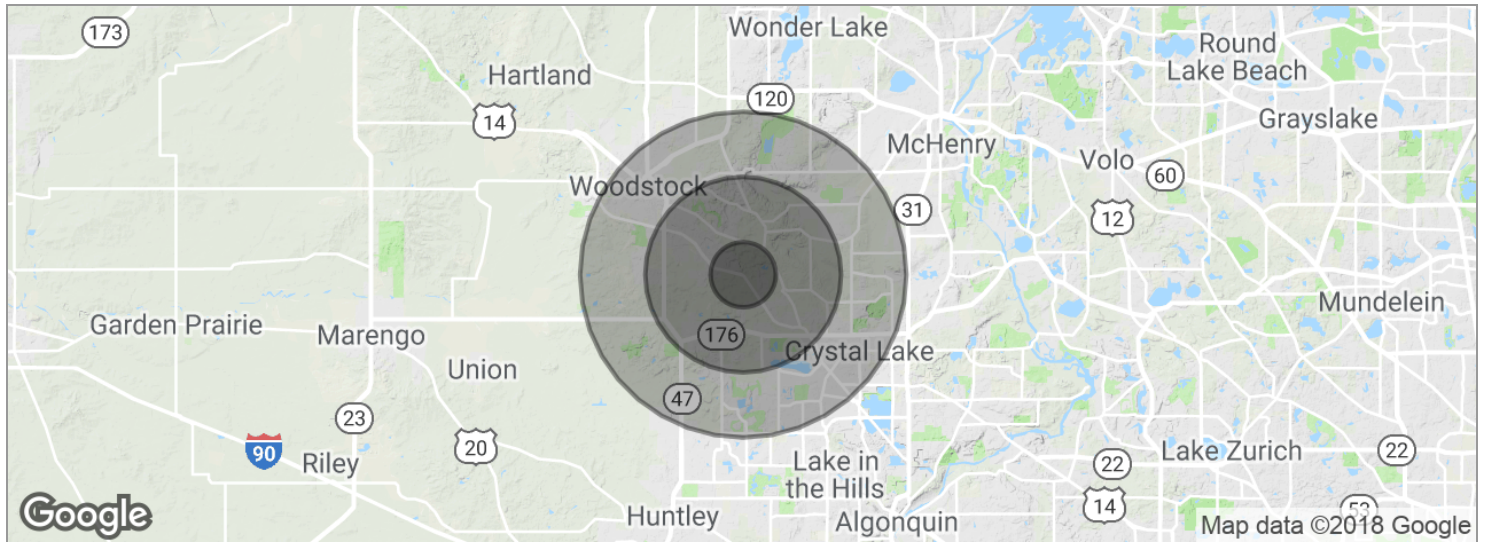 173
Wonder Lake
Round
Lake Beach
Hartland
120
14
Grayslake
McHenry
Volo
60
Woodstock
31
12
Mundelein
Garden Prairie
Marengo
176
Crystal Lake
Union
47
23
20
90
Riley
Lake in
the Hills
22
Lake Zurich
22
14
53
Huntley
Algonquin
Google
Map data ©2018 Google